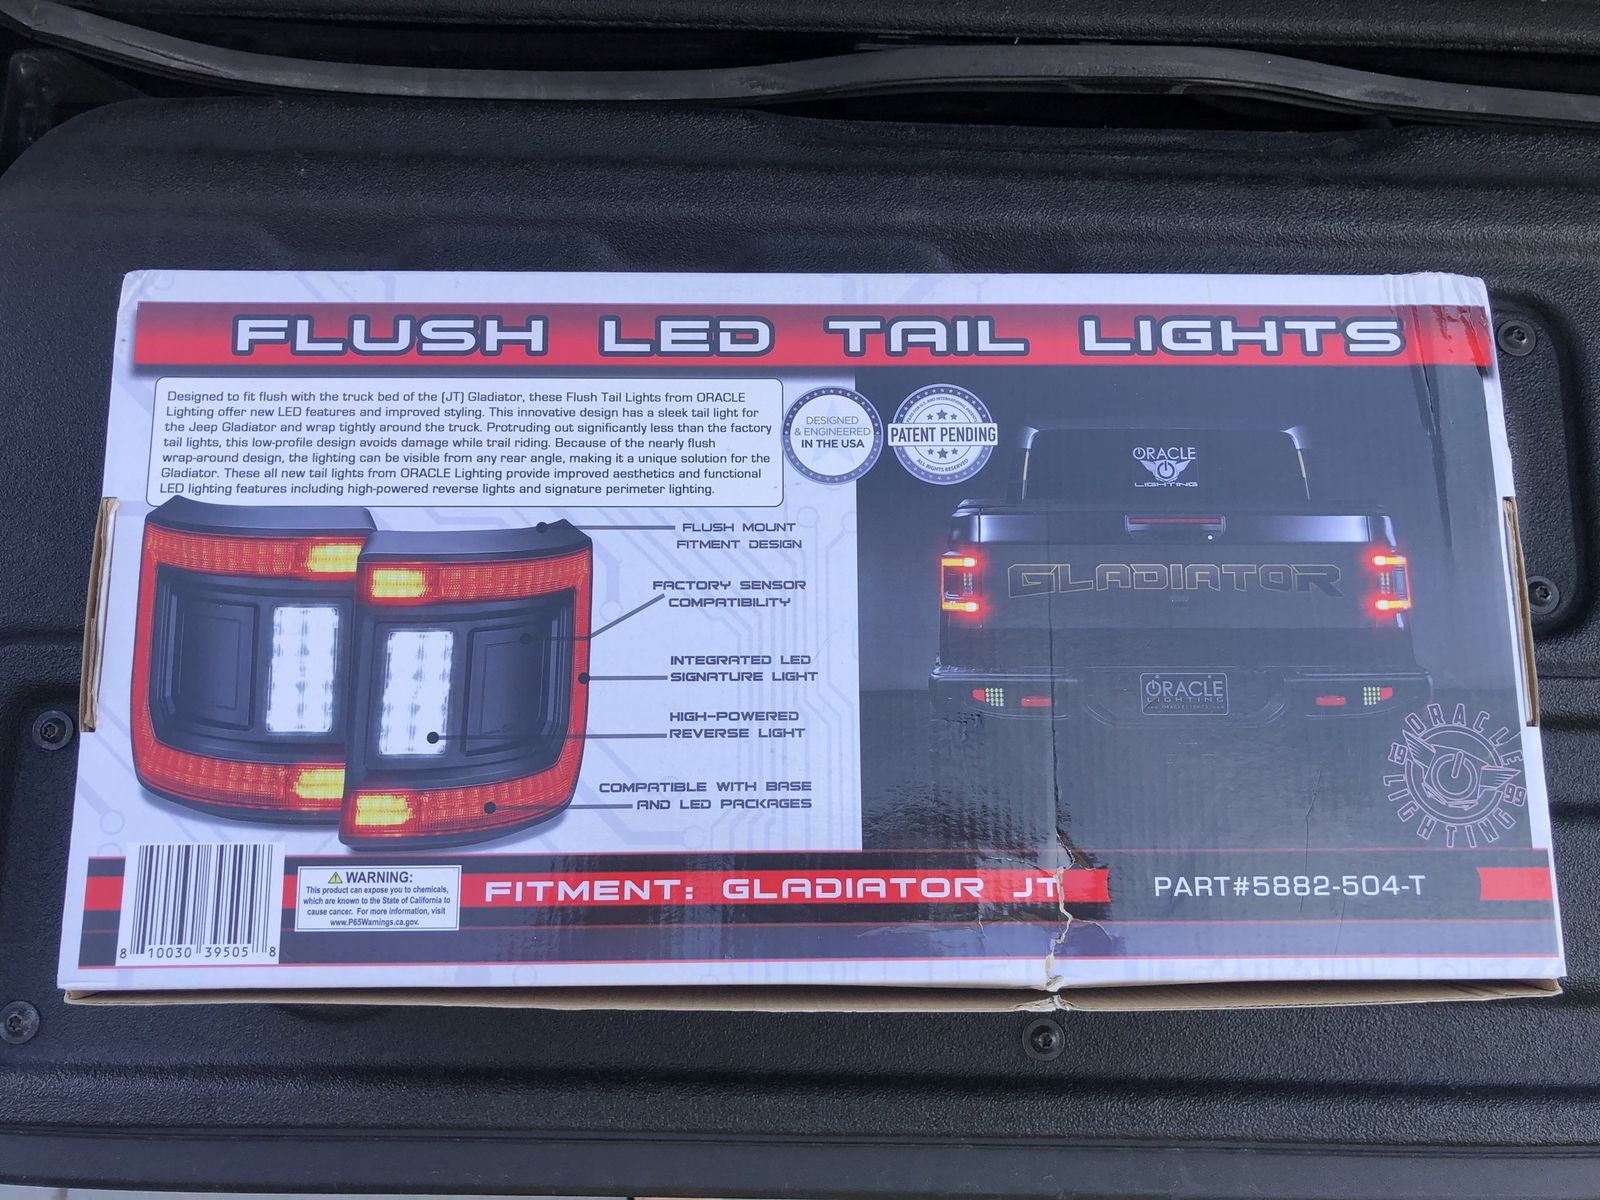 FLUSH LED TAIL LIGHTS
Designed to fit flush with the truck bed of the (JT) Gladiator, these Flush Tail Lights from ORACLE
Lighting offer new LED features and improved styling. This innovative design has a sleek tail light for
the Jeep Gladiator and wrap tightly around the truck. Protruding out significantly less than the factory
tail lights, this low-profile design avoids damage while trail riding. Because of the nearly flush
wrap-around design, the lighting can be visible from any rear angle, making it a unique solution for the
Gladiator. These all new tail lights from ORACLE Lighting provide improved aesthetics and functional
LED lighting features including high-powered reverse lights and signature perimeter lighting.
DESIGNED
& ENGINEERED
IN THE USA
PATENT PENDING
ALL RIGHTS RESERVED
ORACLE
LIGHTING
GLADIATOR
ORACLE
LIGHTING
FLUSH MOUNT
FITMENT DESIGN
FACTORY SENSOR
COMPATIBILITY
INTEGRATED LED
SIGNATURE LIGHT
HIGH-POWERED
REVERSE LIGHT
COMPATIBLE WITH BASE
AND LED PACKAGES
ORACLE
LIGHTING
19
99
8 10030 39505 8
WARNING:
This product can expose you to chemicals,
which are known to the State of California to
cause cancer. For more information, visit
www.P65Warnings.ca.gov.
FITMENT: GLADIATOR JT
PART#5882-504-T